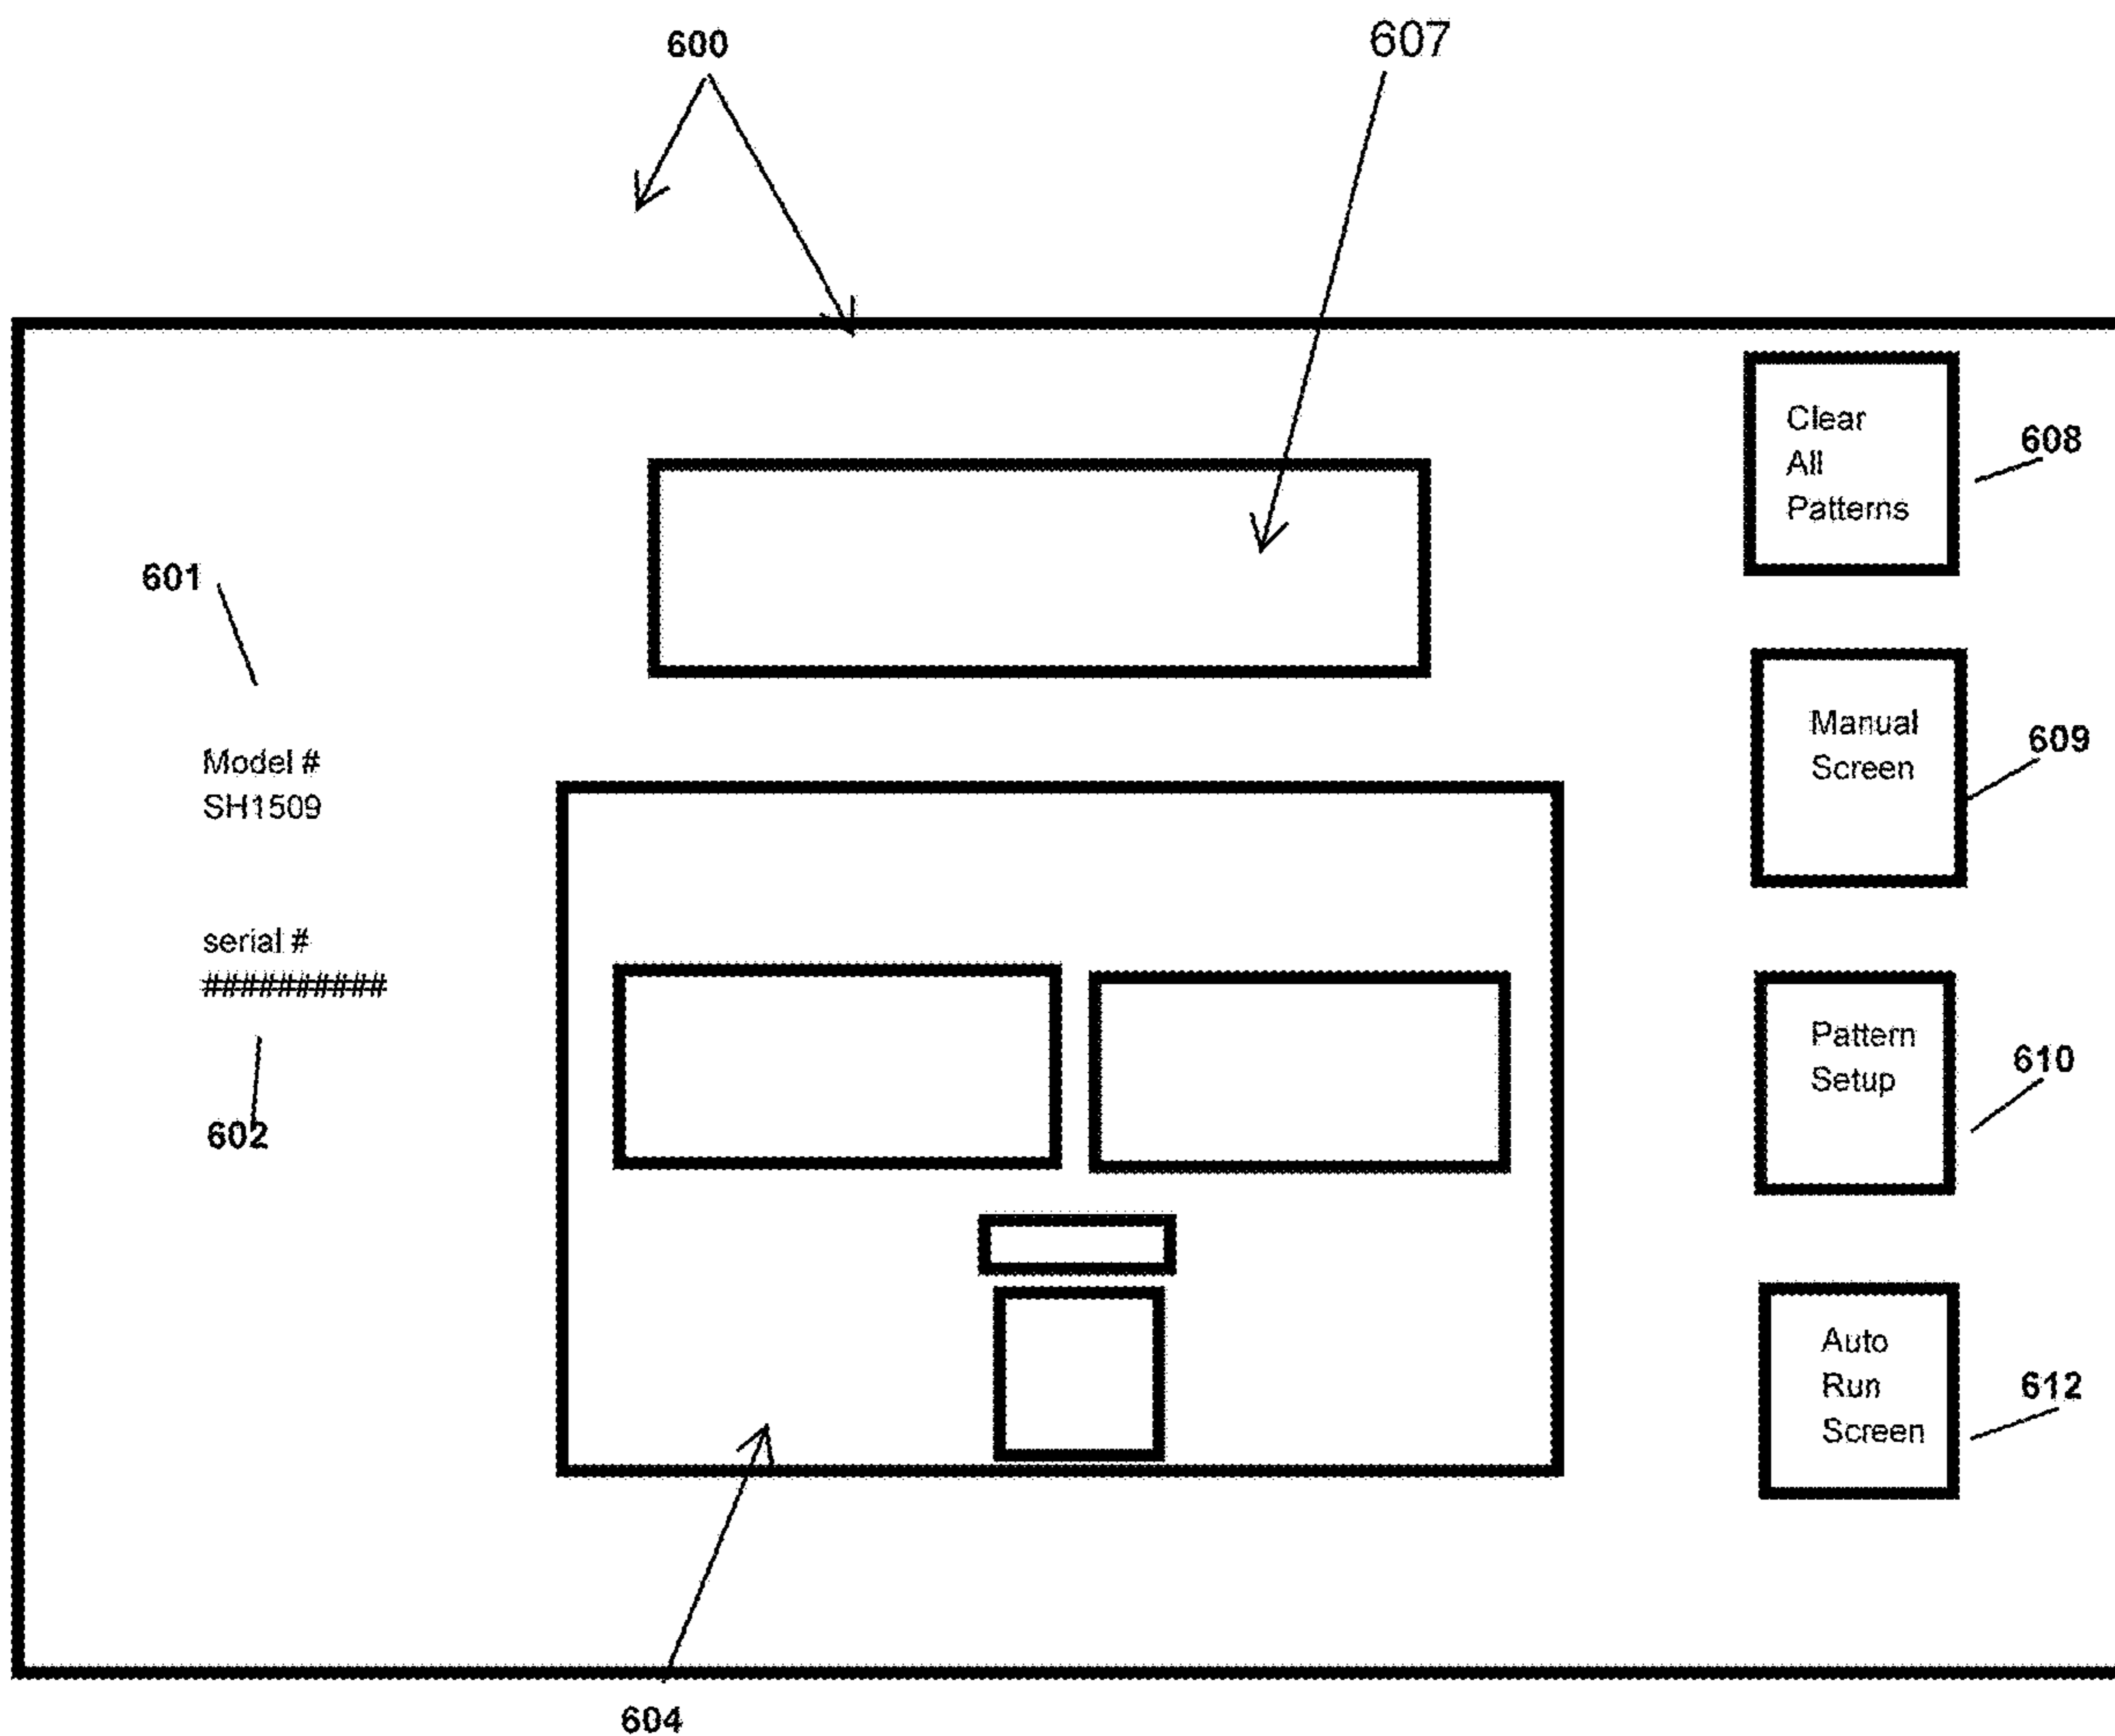 600
607
Clear
All
Patterns
608
601
Manual
Screen
609
Model #
SH1509
serial #
##########
602
Pattern
Setup
610
Auto
Run
Screen
612
604